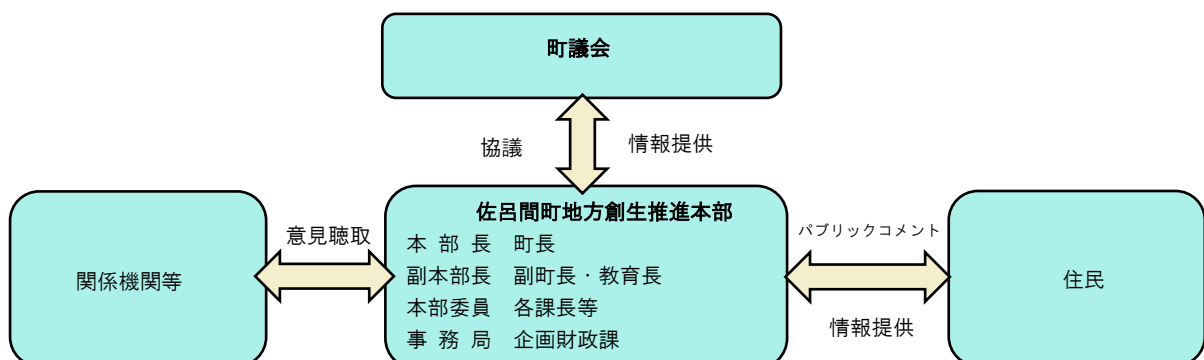 町議会
協議
情報提供
佐呂間町地方創生推進本部
本 部 長 町長
副本部長 副町長・教育長
本部委員 各課長等
事 務 局 企画財政課
意見聴取
関係機関等
パブリックコメント
情報提供
住民